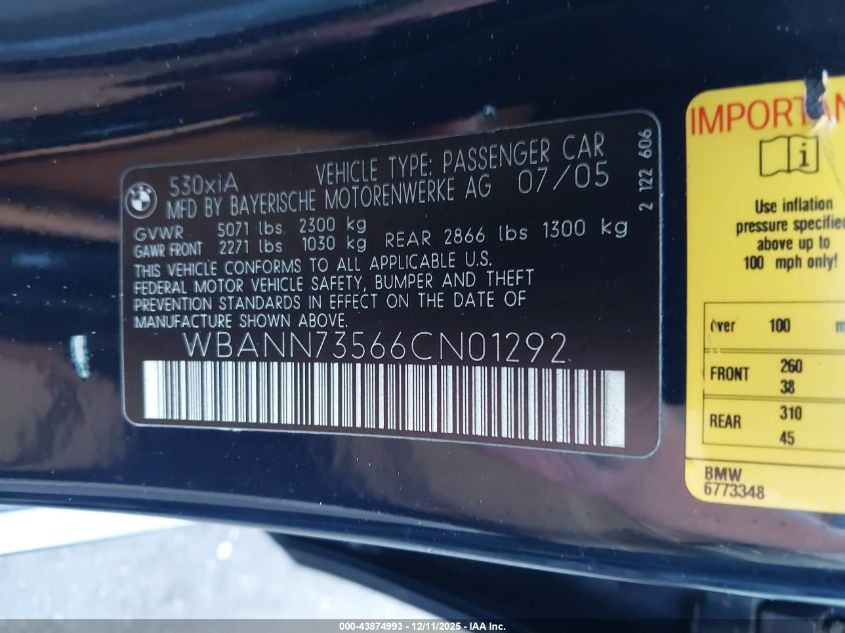 530xiA VEHICLE TYPE: PASSENGER CAR
MFD BY BAYERISCHE MOTORENWERKE AG 07/05
GVWR 5071 lbs 2300 kg
GAWR FRONT 2271 lbs 1030 kg REAR 2866 lbs 1300 kg
THIS VEHICLE CONFORMS TO ALL APPLICABLE U.S.
FEDERAL MOTOR VEHICLE SAFETY, BUMPER AND THEFT
PREVENTION STANDARDS IN EFFECT ON THE DATE OF
MANUFACTURE SHOWN ABOVE.
WBANN73566CN01292
2 122 606
IMPORTAN
i
Use inflation
pressure specified
above up to
100 mph only!
Over 100 m
FRONT 260
38
REAR 310
45
BMW
6773348
000-43874993 - 12/11/2025 - IAA Inc.